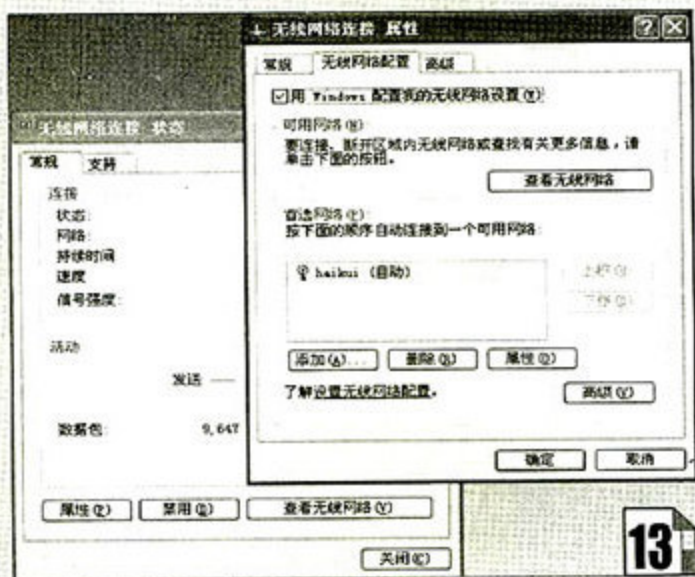 无线网络连接 状态
常规 支持
连接
状态:
网络:
持续时间
速度
信号强度:
活动
发送
数据包: 9,647
属性(P) 禁用(D) 查看无线网络(V)
关闭(C)
无线网络连接 属性
常规 无线网络配置 高级
用 Windows 配置我的无线网络设置(W)
可用网络(N)
要连接、断开区域内无线网络或查找有关更多信息,请
单击下面的按钮。
查看无线网络
首选网络(P):
按下面的顺序自动连接到一个可用网络:
haikui (自动)
上移(U)
下移(O)
添加(A)... 删除(R) 属性(O)
了解设置无线网络配置。
高级(V)
确定 取消
13